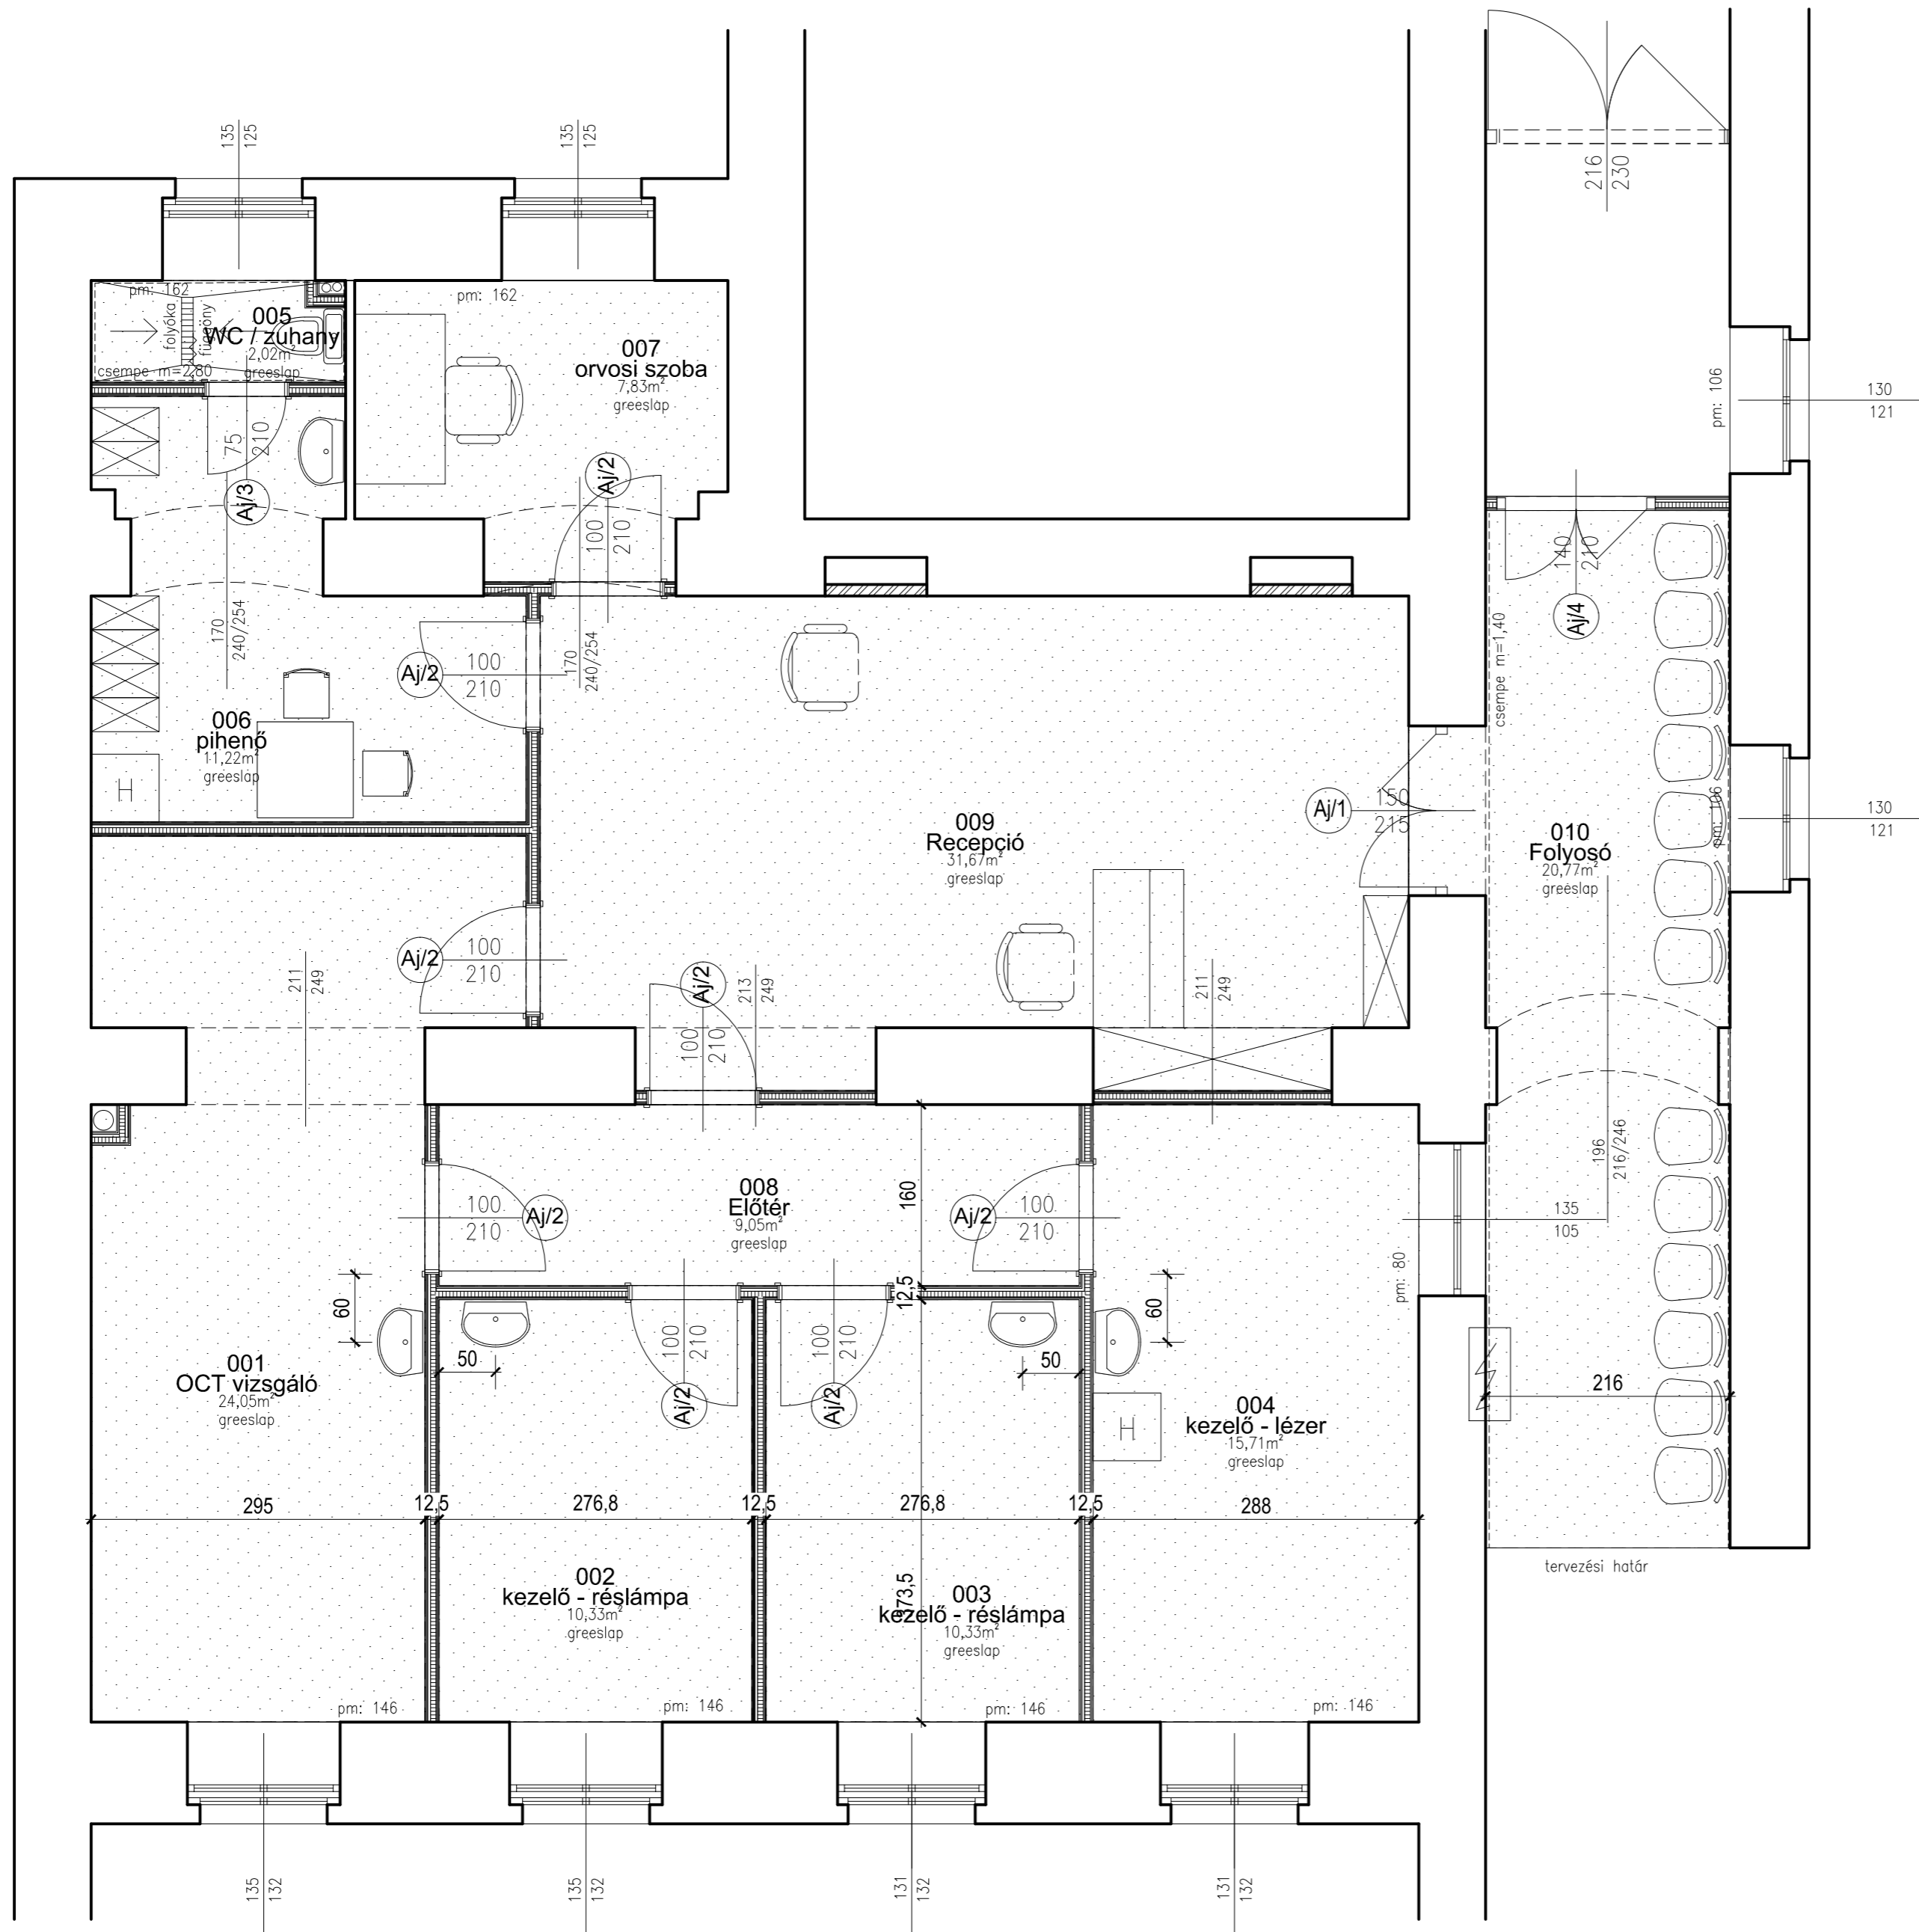 135
125
135
125
216
230
pm: 162
folyóka
függöny
005
WC / zuhany
2,02m²
greeslap
csempe m=2,80
pm: 162
007
orvosi szoba
7,83m²
greeslap
75
210
Aj/3
Aj/2
100
210
pm: 106
130
121
140
210
Aj/4
csempe m=1,40
170
240/254
170
240/254
Aj/2
100
210
006
pihenő
11,22m²
greeslap
H
009
Recepció
31,67m²
greeslap
Aj/1
150
215
010
Folyosó
20,77m²
greeslap
130
121
211
249
Aj/2
100
210
Aj/2
100
210
213
249
211
249
100
210
Aj/2
008
Előtér
9,05m²
greeslap
160
Aj/2
100
210
196
216/246
135
105
pm: 80
60
12,5
60
50
100
210
Aj/2
100
210
Aj/2
50
001
OCT vizsgáló
24,05m²
greeslap
H
004
kezelő - lézer
15,71m²
greeslap
216
295
12,5
276,8
12,5
276,8
12,5
288
002
kezelő - réslámpa
10,33m²
greeslap
373,5
003
kezelő - réslámpa
10,33m²
greeslap
tervezési határ
pm: 146
pm: 146
pm: 146
pm: 146
135
132
135
132
131
132
131
132